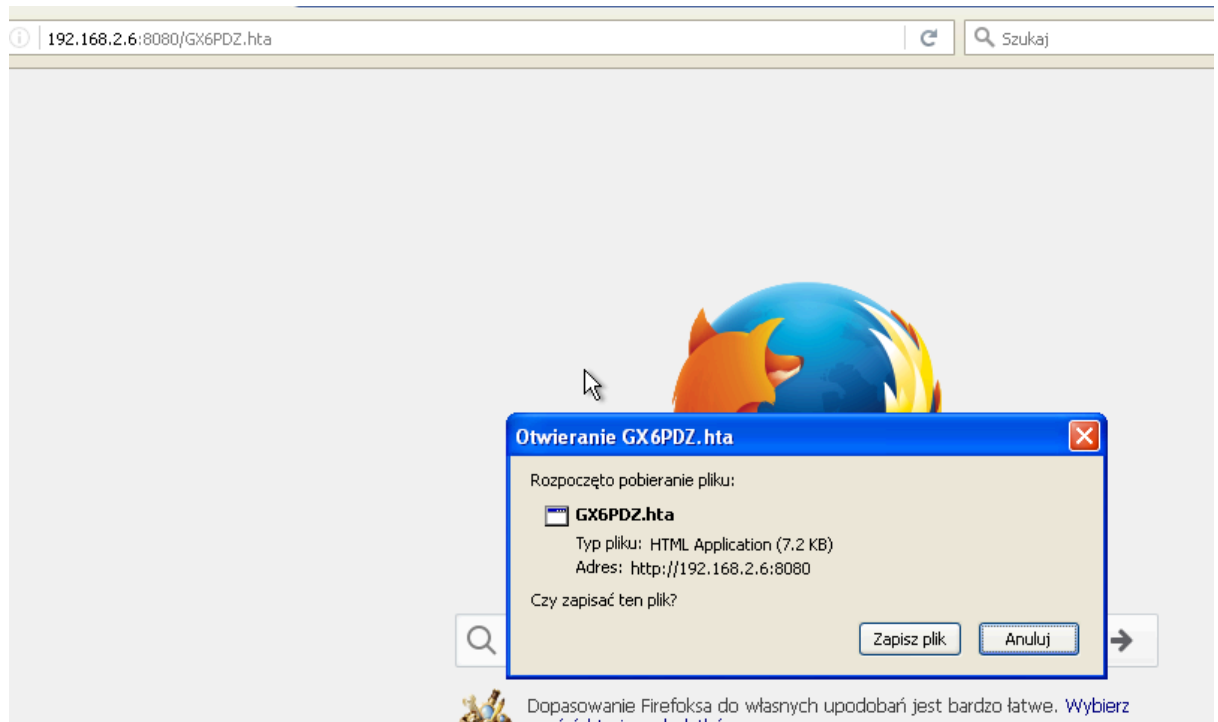 192.168.2.6:8080/GX6PDZ.hta
Szukaj
Otwieranie GX6PDZ.hta
Rozpoczęto pobieranie pliku:
GX6PDZ.hta
Typ pliku: HTML Application (7.2 KB)
Adres: http://192.168.2.6:8080
Czy zapisać ten plik?
Zapisz plik Anuluj
Dopasowanie Firefoksa do własnych upodobań jest bardzo łatwe. Wybierz